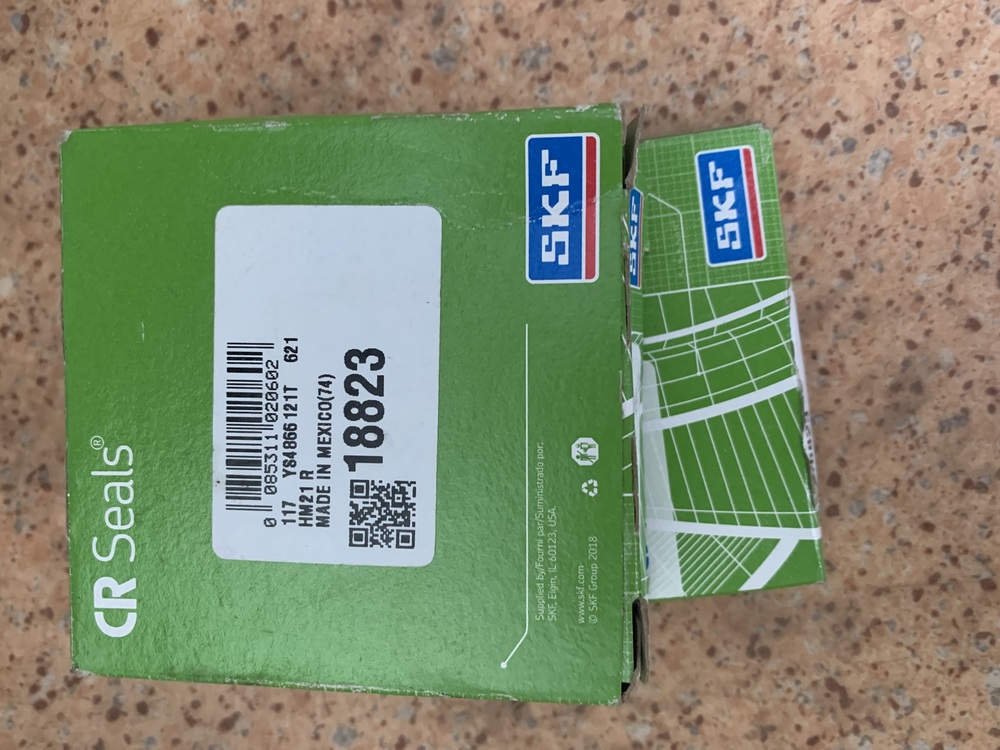 CR Seals®
0 085311 020602
117 YS4866 121T 621
HM21 R
MADE IN MEXICO(74)
18823
SKF
Supplied by/Fourni par/Suministrado por:
SKF, Elgin, IL 60123, USA.
www.skf.com
© SKF Group 2018
SKF
SKF